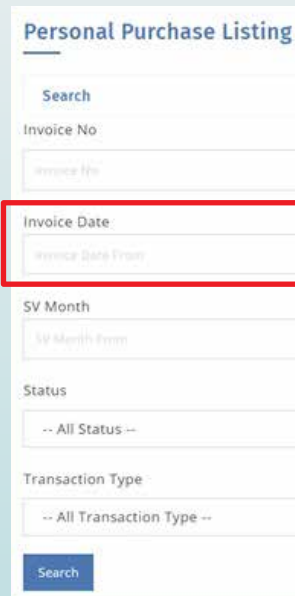 Personal Purchase Listing
Search
Invoice No
Invoice No
Invoice Date
Invoice Date From
SV Month
SV Month From
Status
-- All Status --
Transaction Type
-- All Transaction Type --
Search